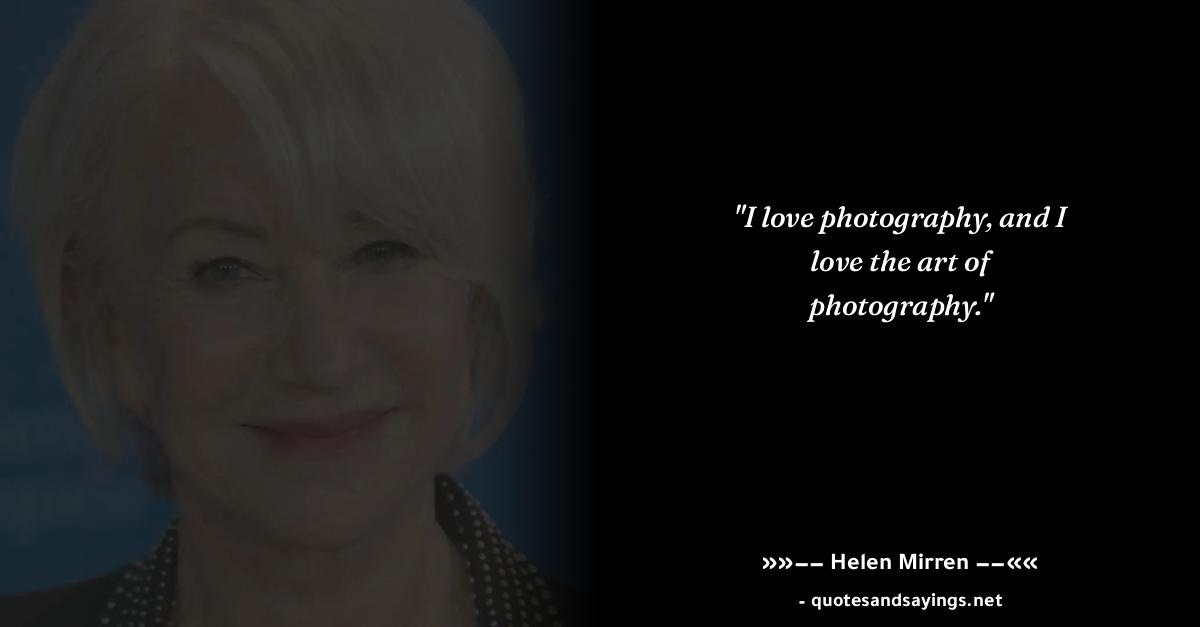 "I love photography, and I
love the art of
photography."
»»–– Helen Mirren ––««
- quotesandsayings.net